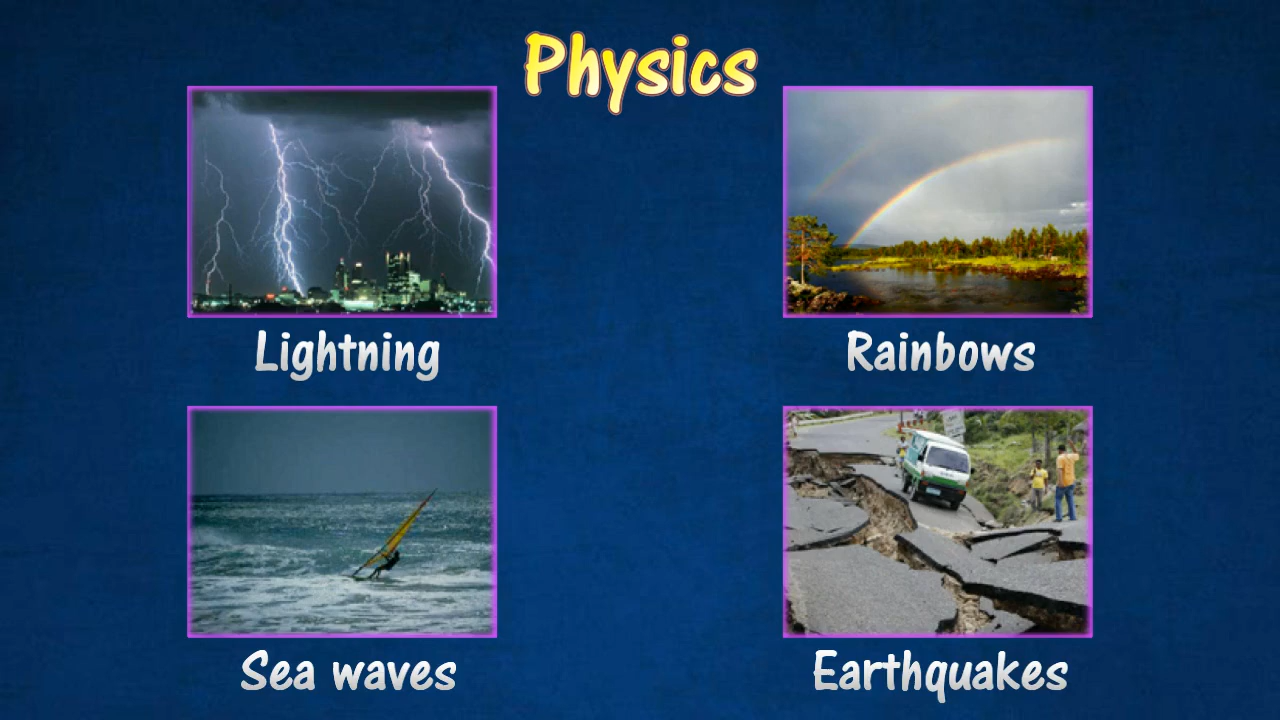 Physics
Lightning
Rainbows
Sea waves
Earthquakes